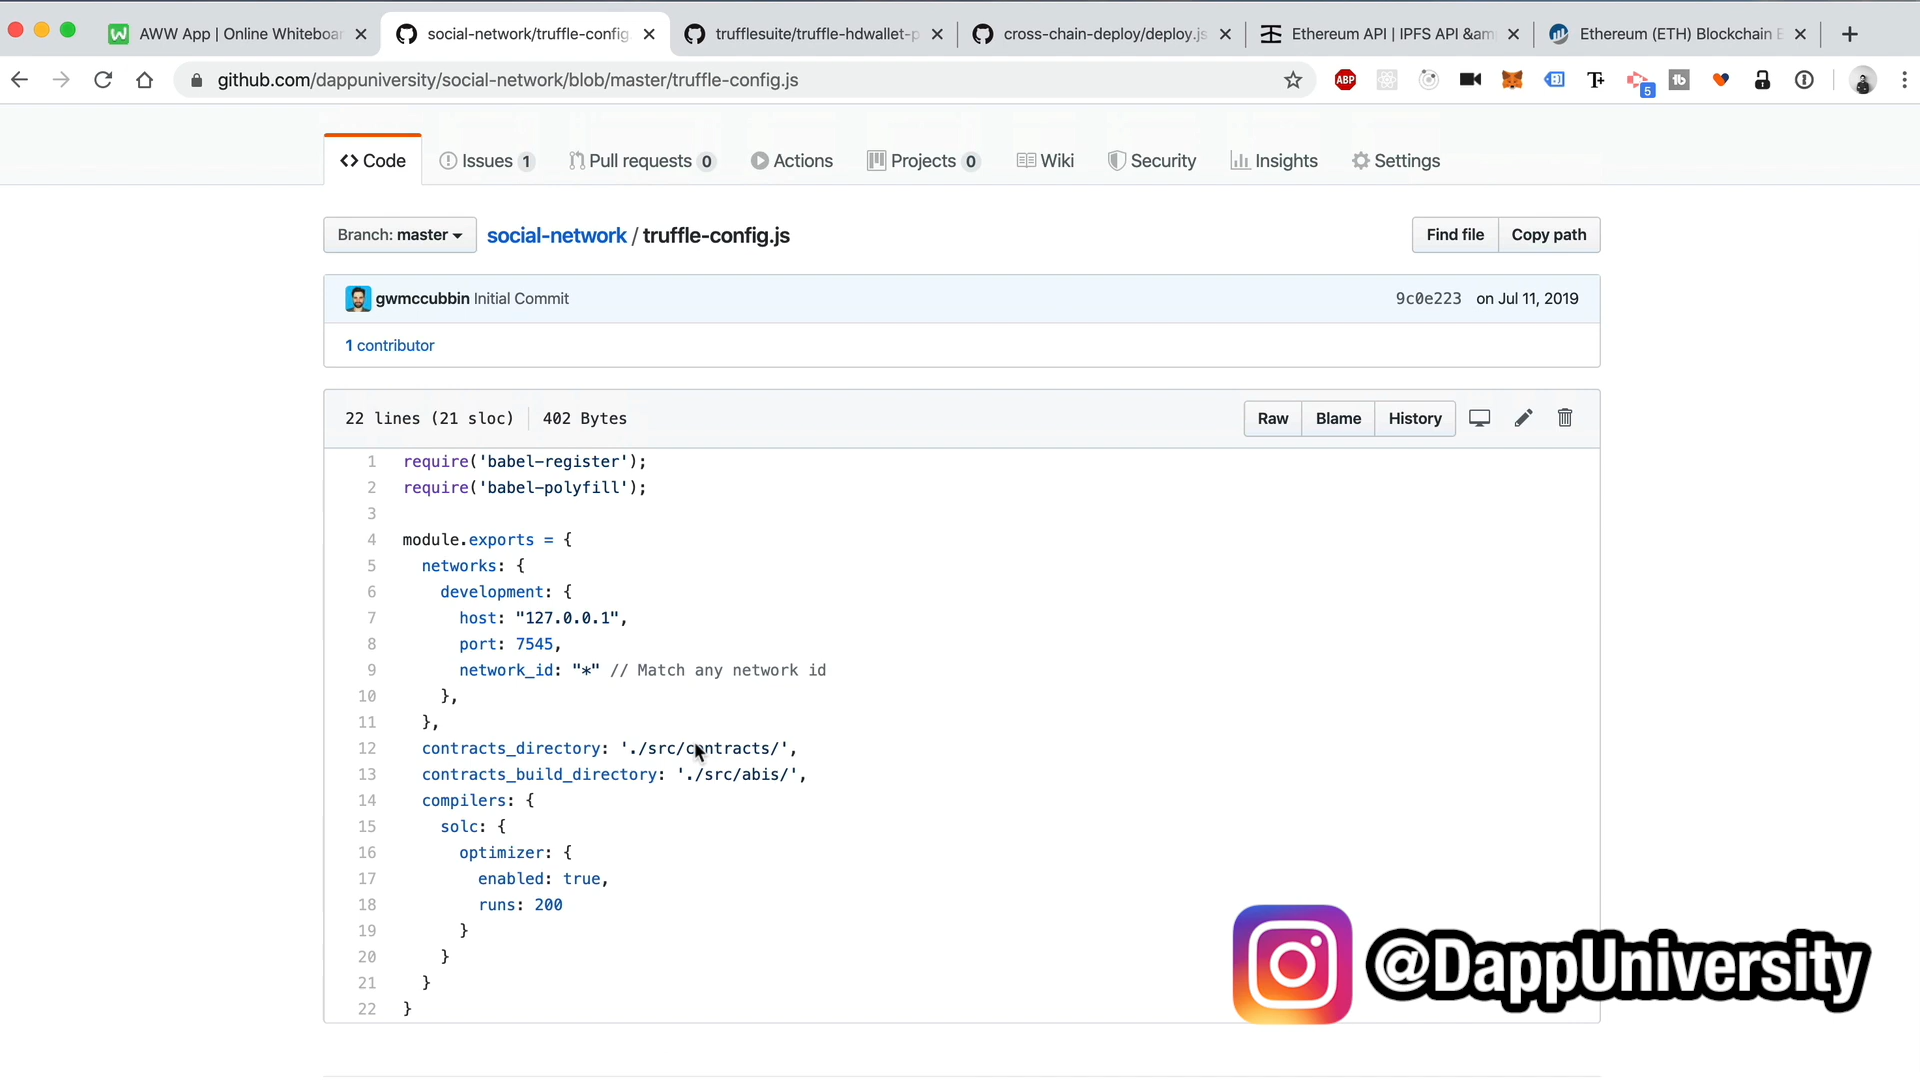 AWW App | Online Whiteboar
social-network/truffle-config.
trufflesuite/truffle-hdwallet-p
cross-chain-deploy/deploy.js
Ethereum API | IPFS API &am
Ethereum (ETH) Blockchain E
github.com/dappuniversity/social-network/blob/master/truffle-config.js
ABP
T
5
tb
Code
Issues 1
Pull requests 0
Actions
Projects 0
Wiki
Security
Insights
Settings
Branch: master
social-network / truffle-config.js
Find file
Copy path
gwmccubbin Initial Commit
9c0e223 on Jul 11, 2019
1 contributor
22 lines (21 sloc) 402 Bytes
Raw
Blame
History
1 require('babel-register');
2 require('babel-polyfill');
3
4 module.exports = {
5 networks: {
6 development: {
7 host: "127.0.0.1",
8 port: 7545,
9 network_id: "*" // Match any network id
10 },
11 },
12 contracts_directory: './src/contracts/',
13 contracts_build_directory: './src/abis/',
14 compilers: {
15 solc: {
16 optimizer: {
17 enabled: true,
18 runs: 200
19 }
20 }
21 }
22 }
@DappUniversity